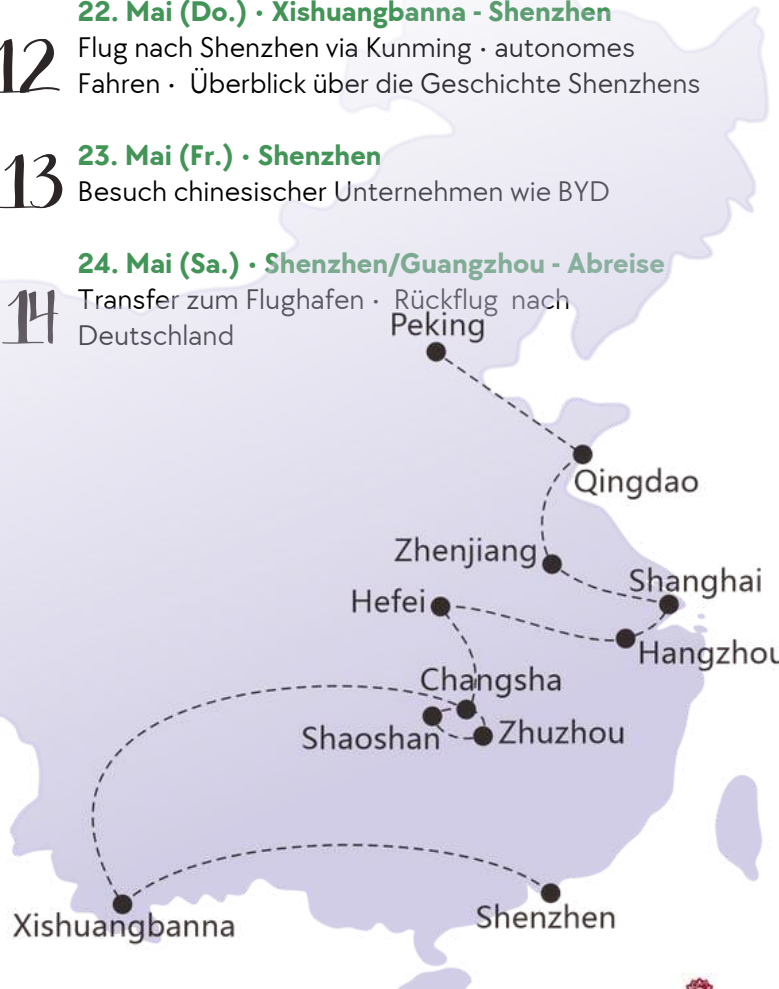 22. Mai (Do.) · Xishuangbanna - Shenzhen
12
Flug nach Shenzhen via Kunming · autonomes
Fahren · Überblick über die Geschichte Shenzhens
23. Mai (Fr.) · Shenzhen
13
Besuch chinesischer Unternehmen wie BYD
24. Mai (Sa.) · Shenzhen/Guangzhou - Abreise
14
Transfer zum Flughafen · Rückflug nach
Deutschland
Peking
Qingdao
Zhenjiang
Shanghai
Hefei
Hangzhou
Changsha
Shaoshan
Zhuzhou
Xishuangbanna
Shenzhen